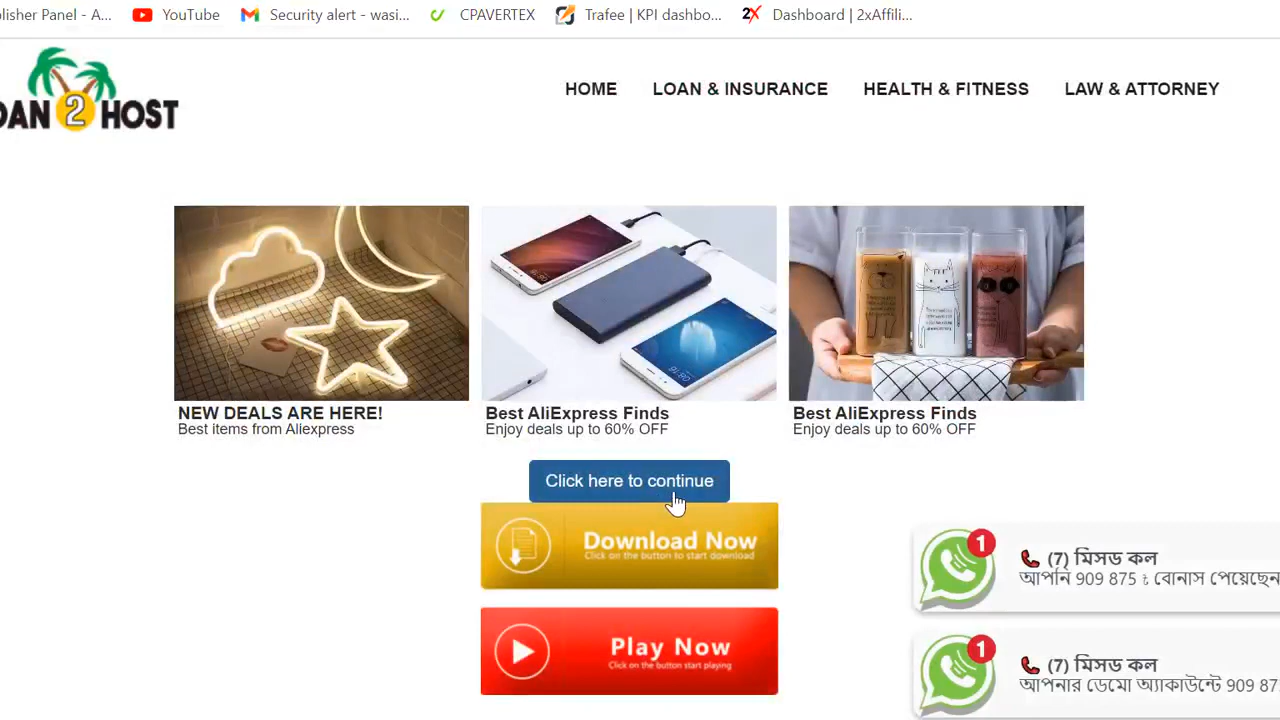 blisher Panel - A...
YouTube
Security alert - wasi...
CPAVERTEX
Trafee | KPI dashbo...
2X Dashboard | 2xAffili...
OAN 2 HOST
HOME
LOAN & INSURANCE
HEALTH & FITNESS
LAW & ATTORNEY
NEW DEALS ARE HERE!
Best items from Aliexpress
Best AliExpress Finds
Enjoy deals up to 60% OFF
Best AliExpress Finds
Enjoy deals up to 60% OFF
Click here to continue
Download Now
Click on the button to start download
Play Now
Click on the button start playing
1
(7) মিসড কল
আপনি 909 875 ৳ বোনাস পেয়েছেন
1
(7) মিসড কল
আপনার ডেমো অ্যাকাউন্টে 909 87